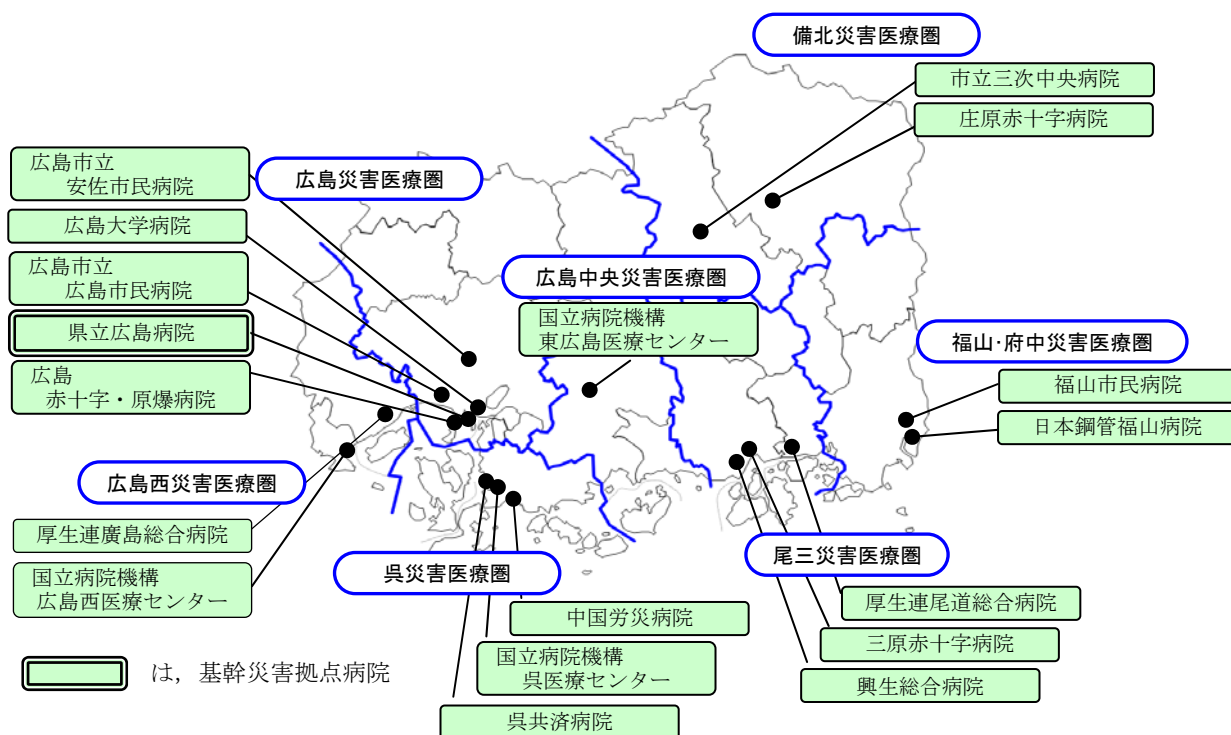 備北災害医療圏
市立三次中央病院
庄原赤十字病院
広島市立
安佐市民病院
広島災害医療圏
広島大学病院
広島市立
広島市民病院
県立広島病院
広島
赤十字・原爆病院
広島中央災害医療圏
国立病院機構
東広島医療センター
福山・府中災害医療圏
福山市民病院
日本鋼管福山病院
広島西災害医療圏
厚生連廣島総合病院
国立病院機構
広島西医療センター
呉災害医療圏
中国労災病院
国立病院機構
呉医療センター
呉共済病院
尾三災害医療圏
厚生連尾道総合病院
三原赤十字病院
興生総合病院
は，基幹災害拠点病院